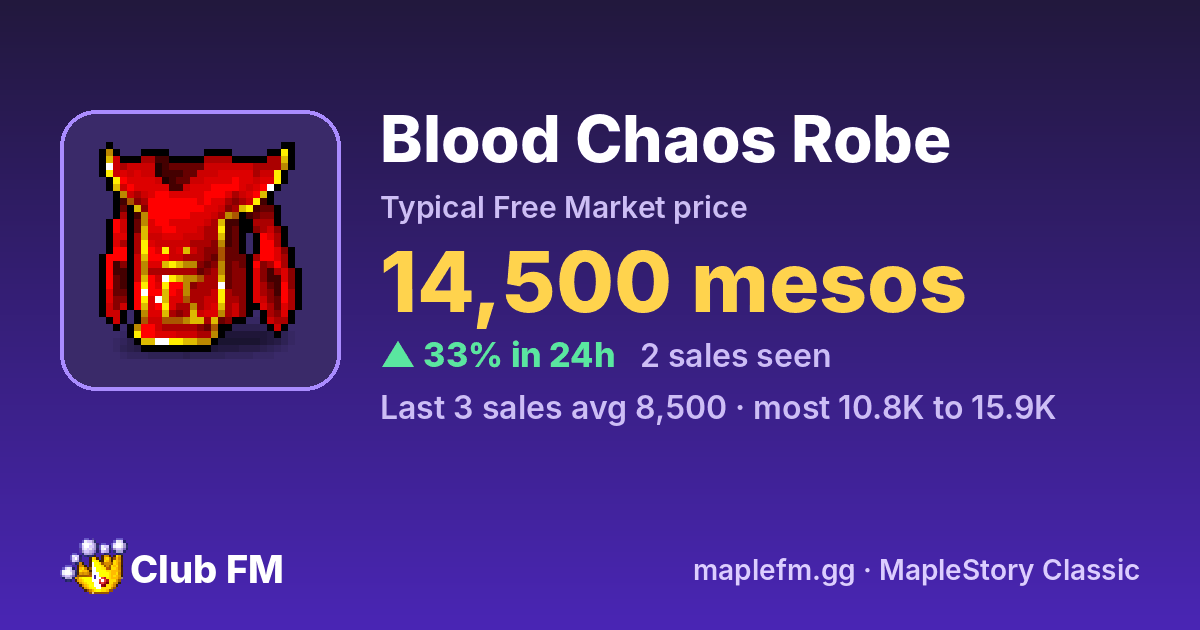 Blood Chaos Robe
Typical Free Market price
14,500 mesos
▲ 33% in 24h 2 sales seen
Last 3 sales avg 8,500 · most 10.8K to 15.9K
Club FM
maplefm.gg · MapleStory Classic